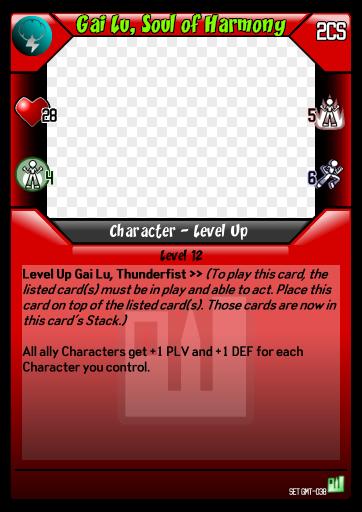 Gai Lu, Soul of Harmony
2CS
28
5
4
6
Character - Level Up
Level 12
Level Up Gai Lu, Thunderfist >> (To play this card, the
listed card(s) must be in play and able to act. Place this
card on top of the listed card(s). Those cards are now in
this card's Stack.)
All ally Characters get +1 PLV and +1 DEF for each
Character you control.
SET GMT-038